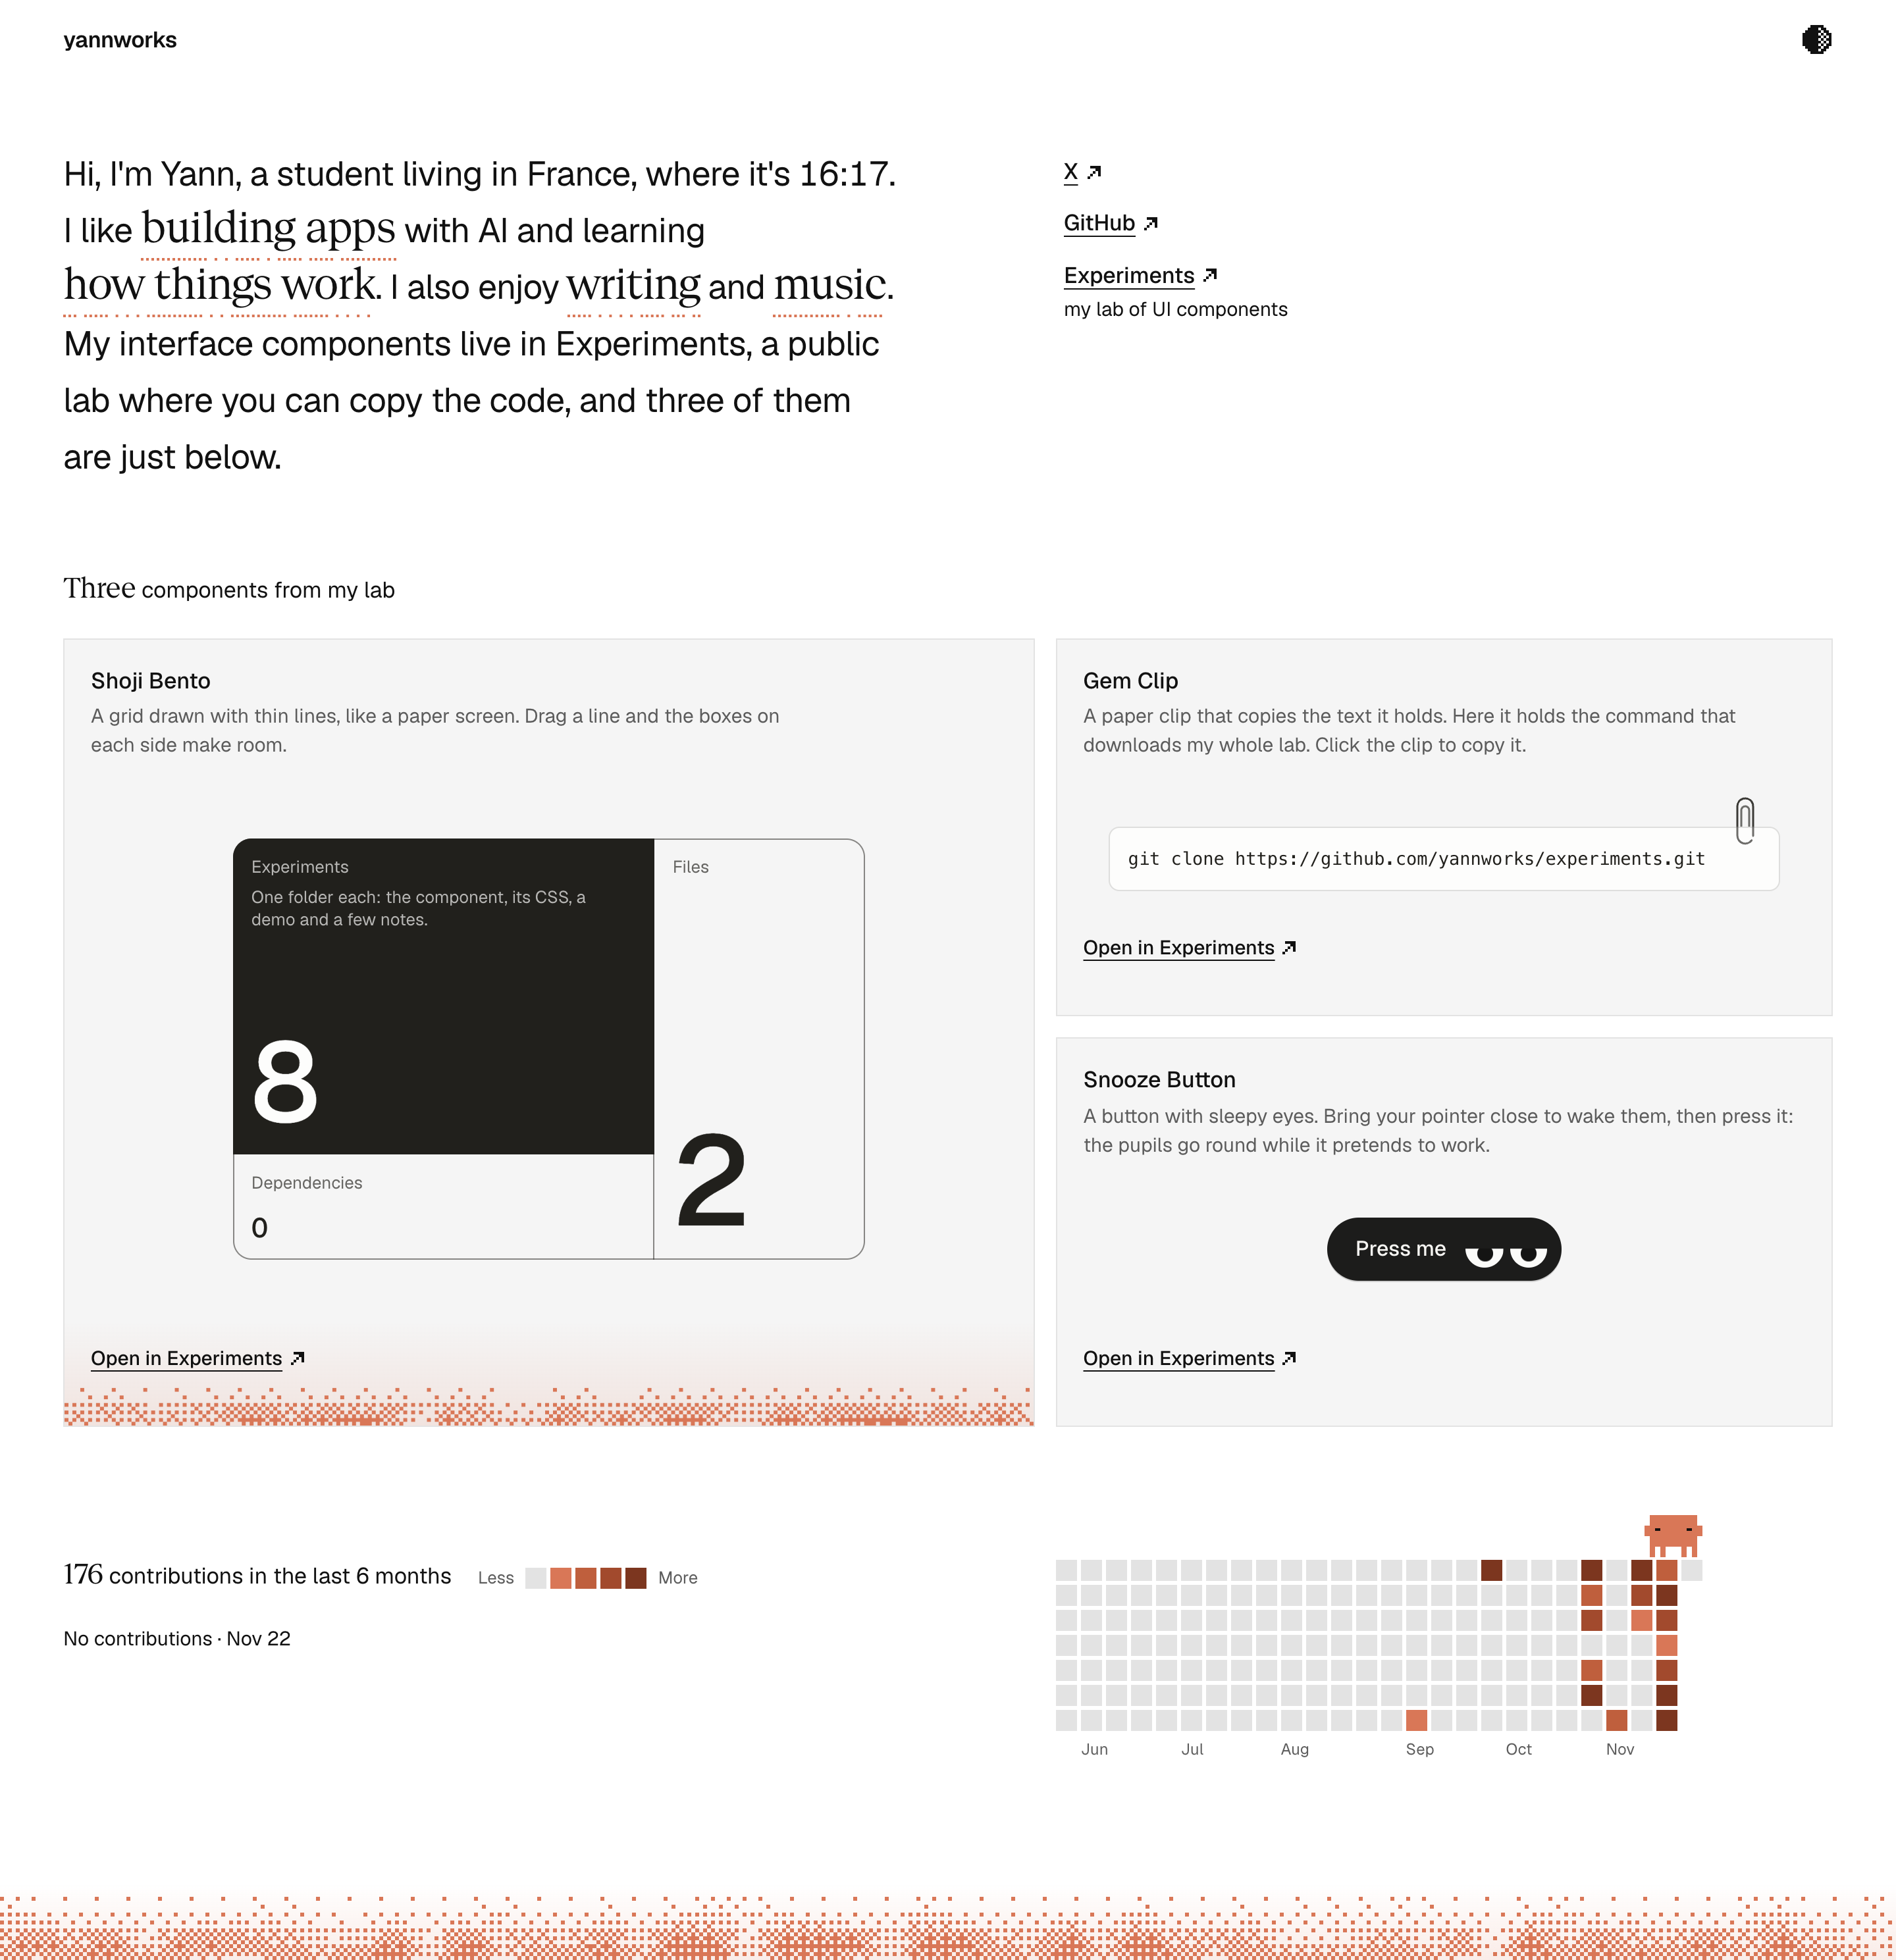 yannworks
Hi, I'm Yann, a student living in France, where it's 16:17.
I like building apps with AI and learning
how things work. I also enjoy writing and music.
My interface components live in Experiments, a public
lab where you can copy the code, and three of them
are just below.
X
GitHub
Experiments
my lab of UI components
Three components from my lab
Shoji Bento
A grid drawn with thin lines, like a paper screen. Drag a line and the boxes on
each side make room.
Experiments
One folder each: the component, its CSS, a
demo and a few notes.
8
Files
2
Dependencies
0
Open in Experiments
Gem Clip
A paper clip that copies the text it holds. Here it holds the command that
downloads my whole lab. Click the clip to copy it.
git clone https://github.com/yannworks/experiments.git
Open in Experiments
Snooze Button
A button with sleepy eyes. Bring your pointer close to wake them, then press it:
the pupils go round while it pretends to work.
Press me
Open in Experiments
176 contributions in the last 6 months
Less
More
No contributions · Nov 22
Jun Jul Aug Sep Oct Nov